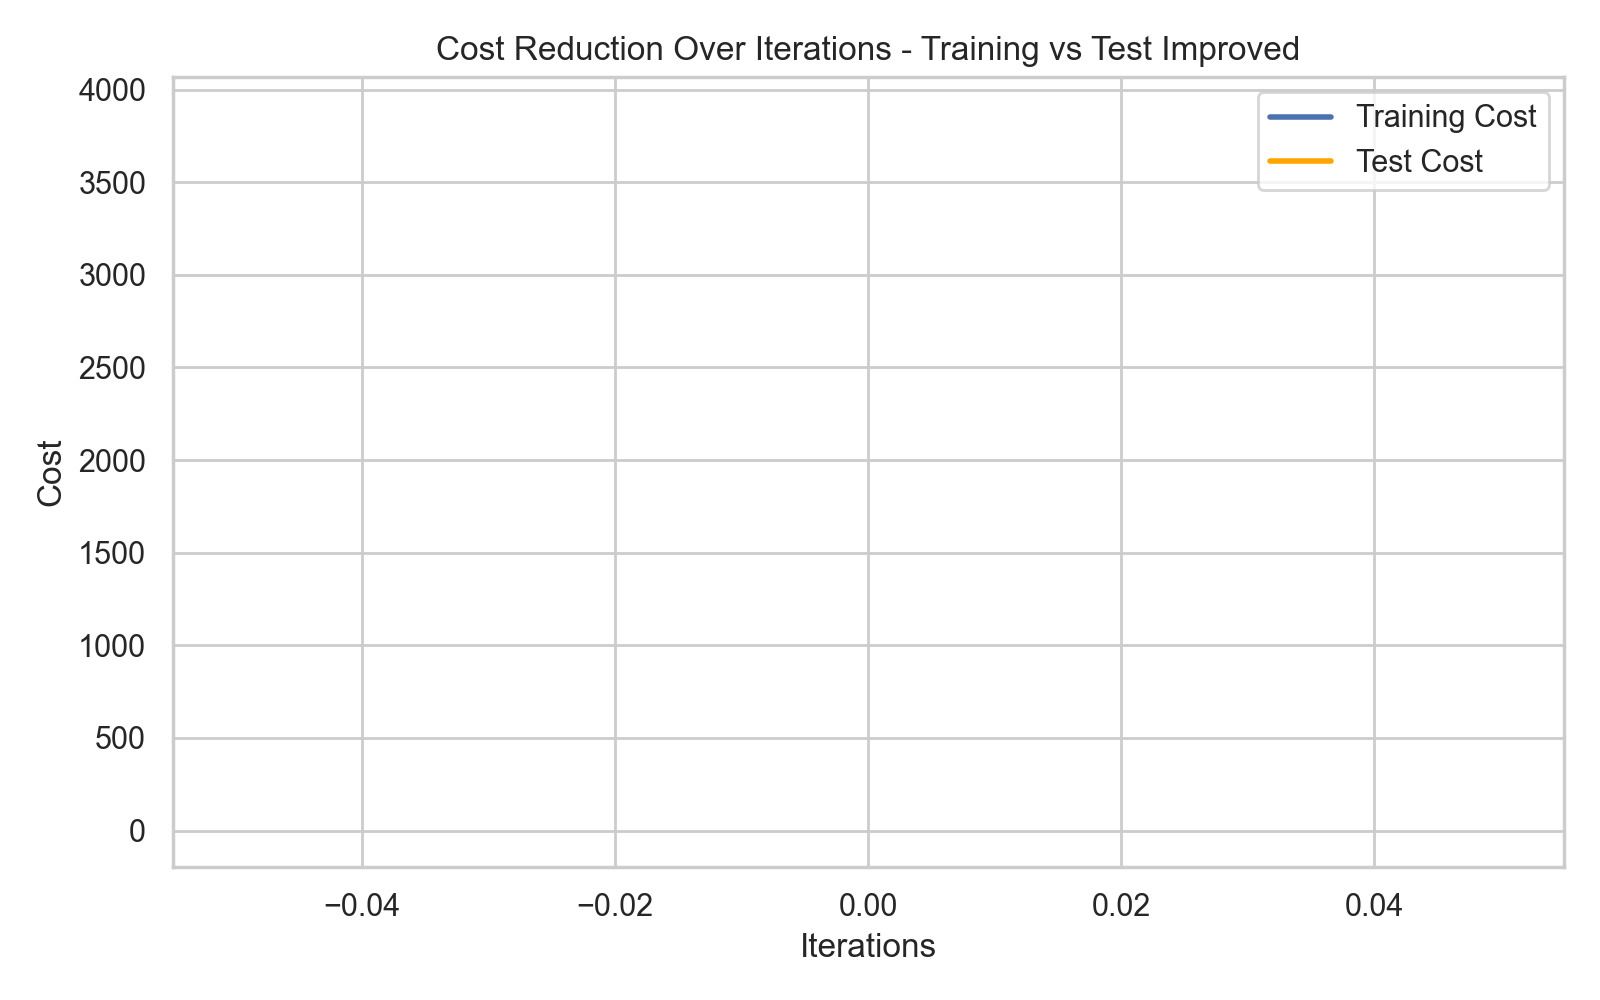 Cost Reduction Over Iterations - Training vs Test Improved
Training Cost
Test Cost
4000
3500
3000
2500
2000
1500
1000
500
0
Cost
−0.04
−0.02
0.00
0.02
0.04
Iterations